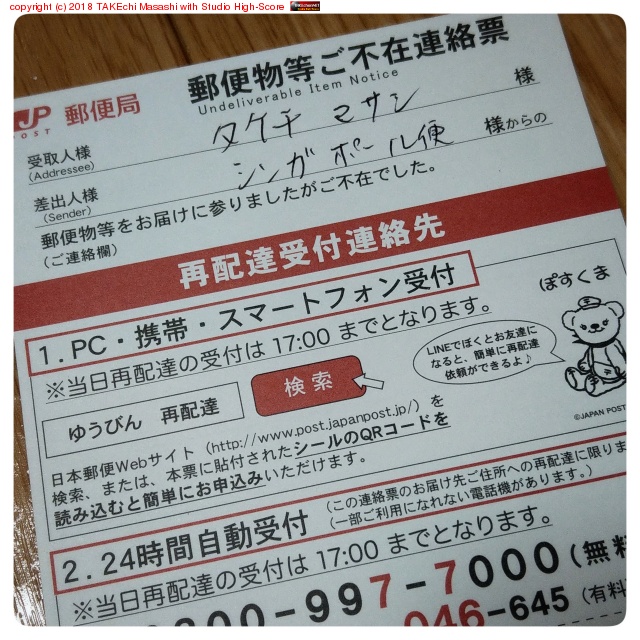 copyright (c) 2018 TAKEchi Masashi with Studio High-Score
郵便物等ご不在連絡票
Undeliverable Item Notice
JP
POST
郵便局
受取人様
(Addressee)
タケチ マサシ 様
差出人様
(Sender)
シンガポール便 様からの
郵便物等をお届けに参りましたがご不在でした。
(ご連絡欄)
再配達受付連絡先
1.PC・携帯・スマートフォン受付
※当日再配達の受付は 17:00 までとなります。
ゆうびん 再配達
検索
ぽすくま
LINEでぼくとお友達に
なると、簡単に再配達
依頼ができるよ♪
©JAPAN POST
日本郵便Webサイト(http://www.post.japanpost.jp/)を
検索、または、本票に貼付されたシールのQRコードを
読み込むと簡単にお申込みいただけます。
2.24時間自動受付
(この連絡票のお届け先ご住所への再配達に限りま
(一部ご利用になれない電話機があります。)
※当日再配達の受付は 17:00 までとなります。
800-997-7000(無料
046-645(有料